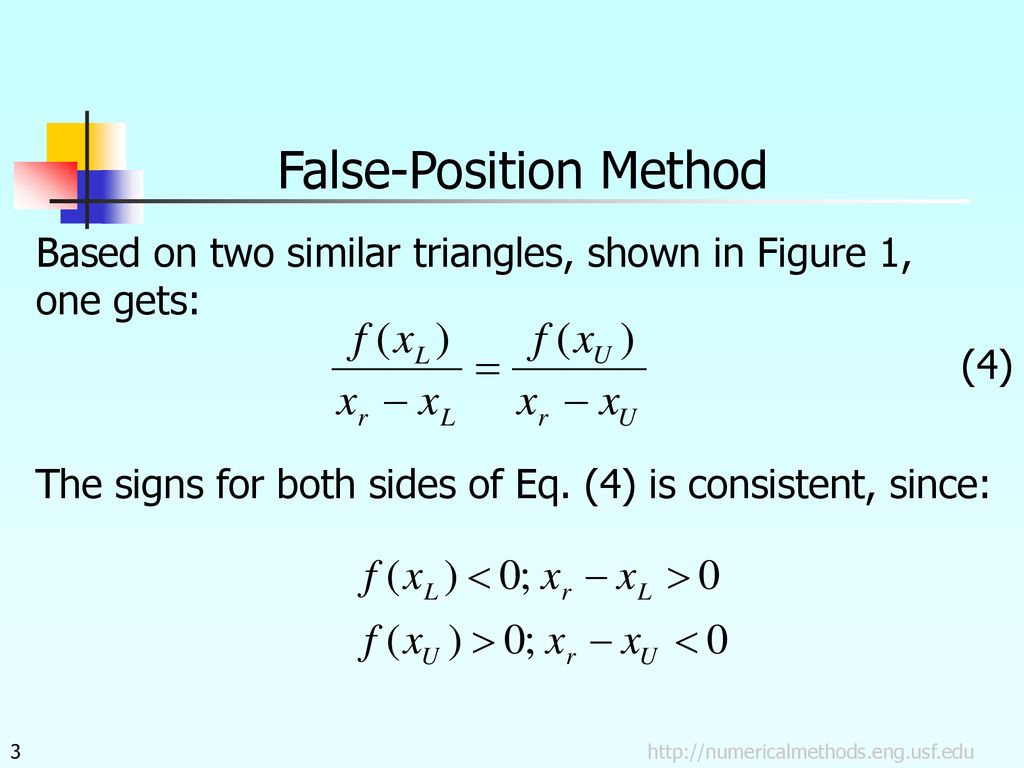 False-Position Method
Based on two similar triangles, shown in Figure 1,
one gets:
f(x_L) / (x_r − x_L) = f(x_U) / (x_r − x_U) (4)
The signs for both sides of Eq. (4) is consistent, since:
f(x_L) < 0; x_r − x_L > 0
f(x_U) > 0; x_r − x_U < 0
3 http://numericalmethods.eng.usf.edu